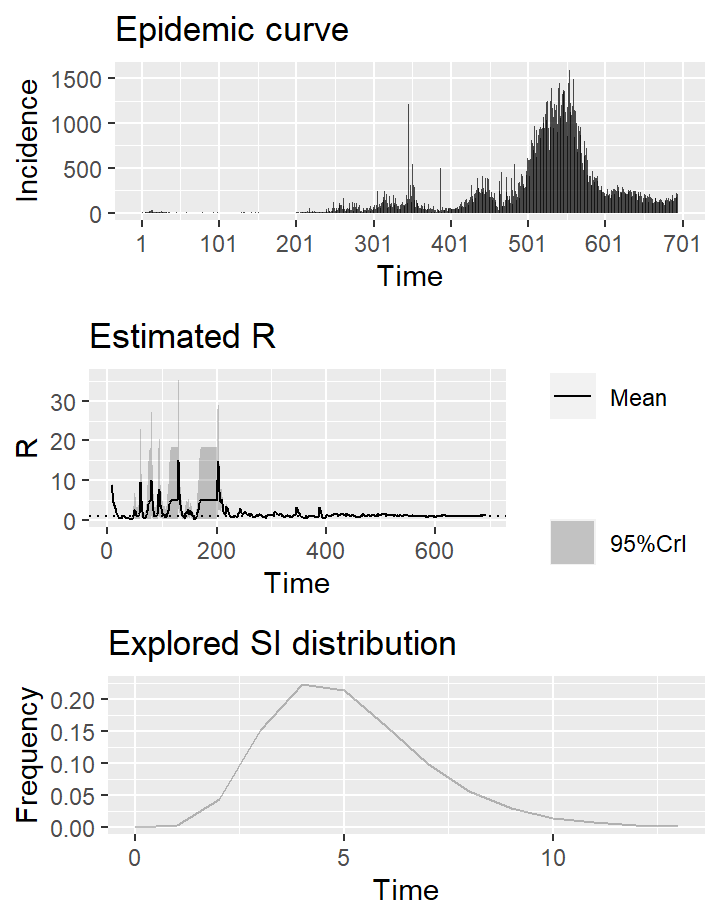 Epidemic curve
Incidence
1500
1000
500
0
1 101 201 301 401 501 601 701
Time
Estimated R
R
30
20
10
0
0 200 400 600
Time
Mean
95%CrI
Explored SI distribution
Frequency
0.20
0.15
0.10
0.05
0.00
0 5 10
Time